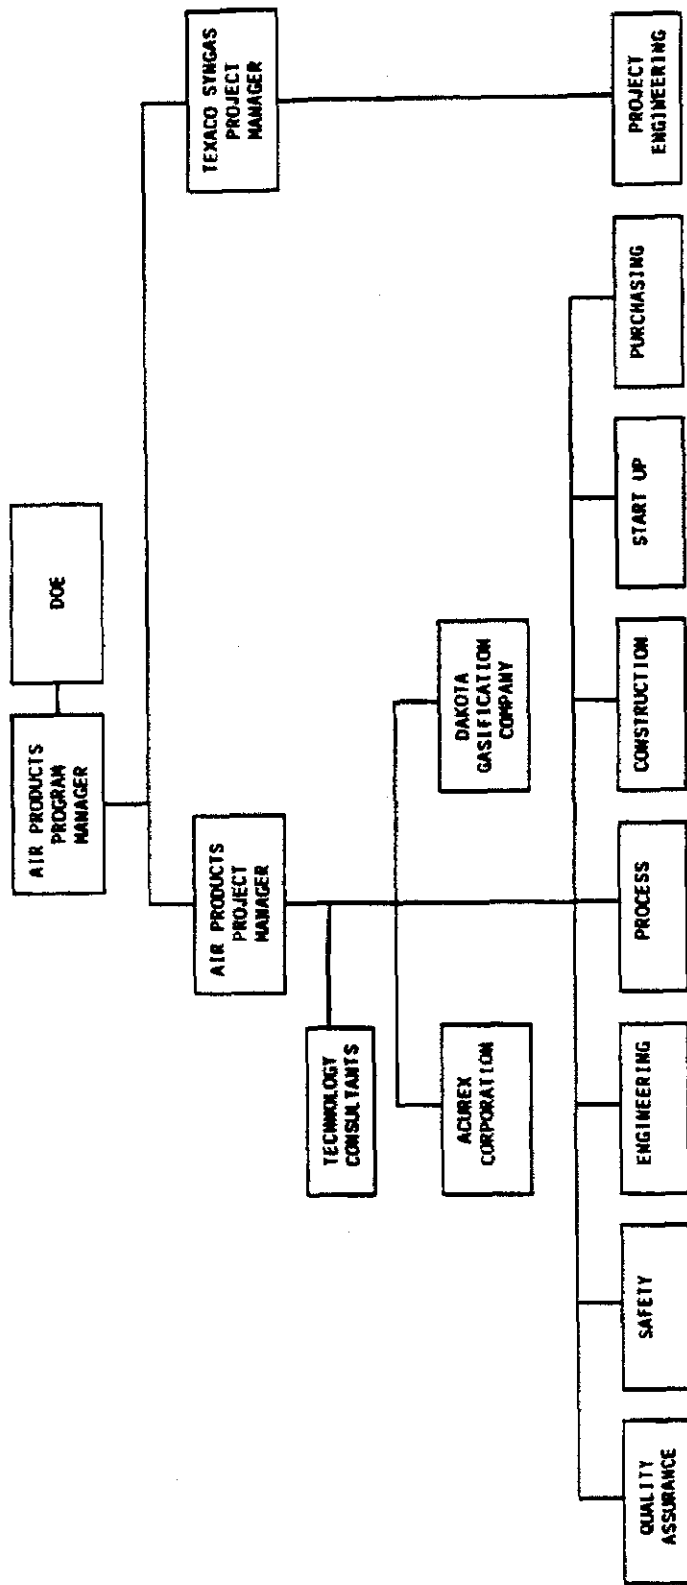 DOE
AIR PRODUCTS
PROGRAM
MANAGER
AIR PRODUCTS
PROJECT
MANAGER
TEXACO SYNGAS
PROJECT
MANAGER
TECHNOLOGY
CONSULTANTS
ACUREX
CORPORATION
DAKOTA
GASIFICATION
COMPANY
QUALITY
ASSURANCE
SAFETY
ENGINEERING
PROCESS
CONSTRUCTION
START UP
PURCHASING
PROJECT
ENGINEERING